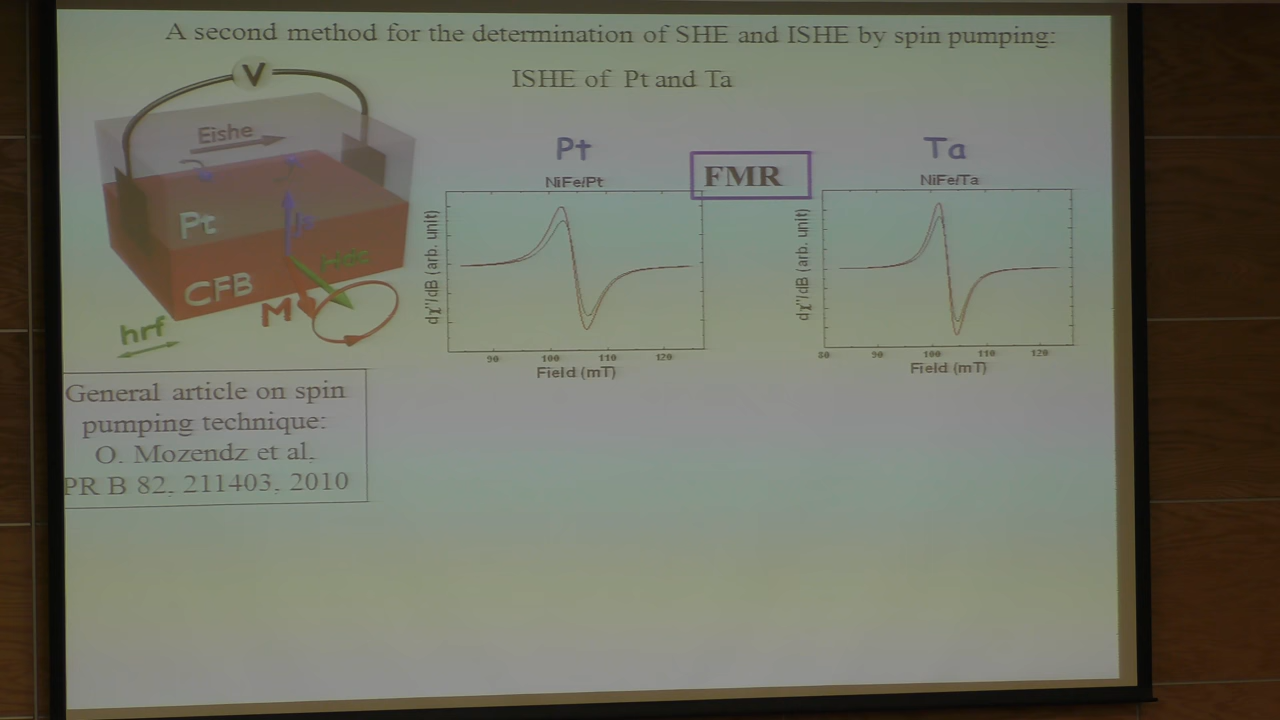 A second method for the determination of SHE and ISHE by spin pumping:
ISHE of Pt and Ta
V
Eishe
Pt
Js
Hdc
CFB
M
hrf
Pt
NiFe/Pt
dχ"/dB (arb. unit)
90 100 110 120
Field (mT)
FMR
Ta
NiFe/Ta
dχ"/dB (arb. unit)
80 90 100 110 120
Field (mT)
General article on spin
pumping technique:
O. Mozendz et al.
PR B 82, 211403, 2010